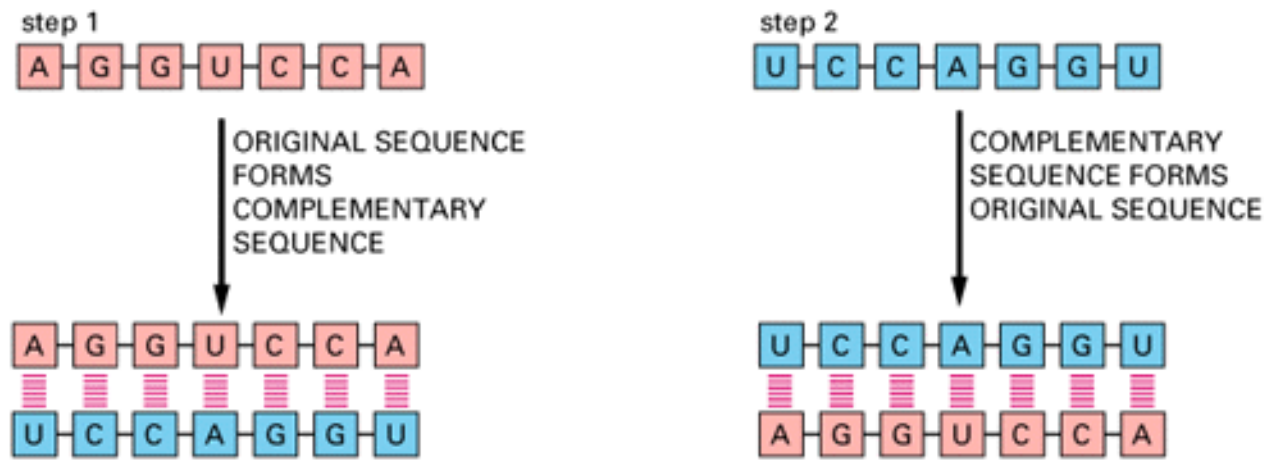 step 1
A G G U C C A
ORIGINAL SEQUENCE
FORMS
COMPLEMENTARY
SEQUENCE
A G G U C C A
U C C A G G U
step 2
U C C A G G U
COMPLEMENTARY
SEQUENCE FORMS
ORIGINAL SEQUENCE
U C C A G G U
A G G U C C A